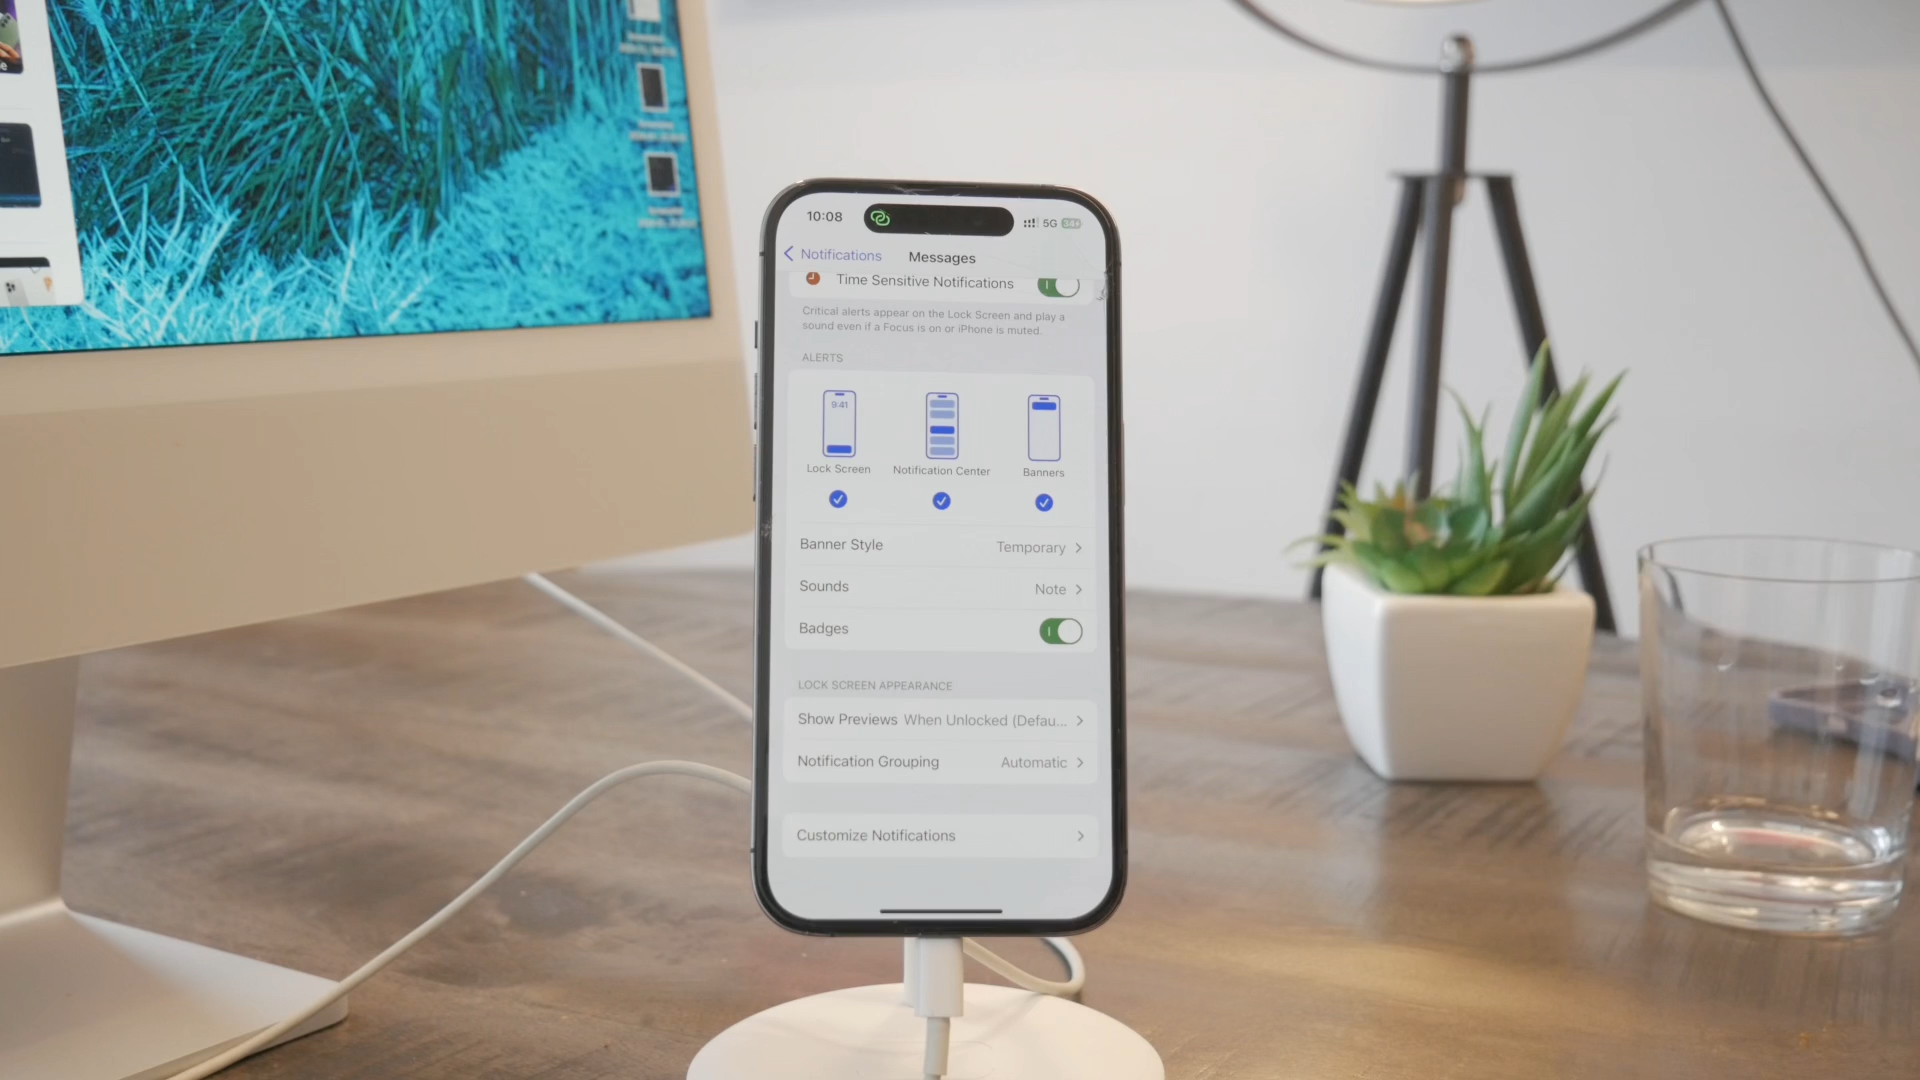 10:08
5G
Notifications
Messages
Time Sensitive Notifications
Critical alerts appear on the Lock Screen and play a
sound even if a Focus is on or iPhone is muted.
ALERTS
9:41
Lock Screen
Notification Center
Banners
Banner Style
Temporary
Sounds
Note
Badges
LOCK SCREEN APPEARANCE
Show Previews
When Unlocked (Defau...
Notification Grouping
Automatic
Customize Notifications